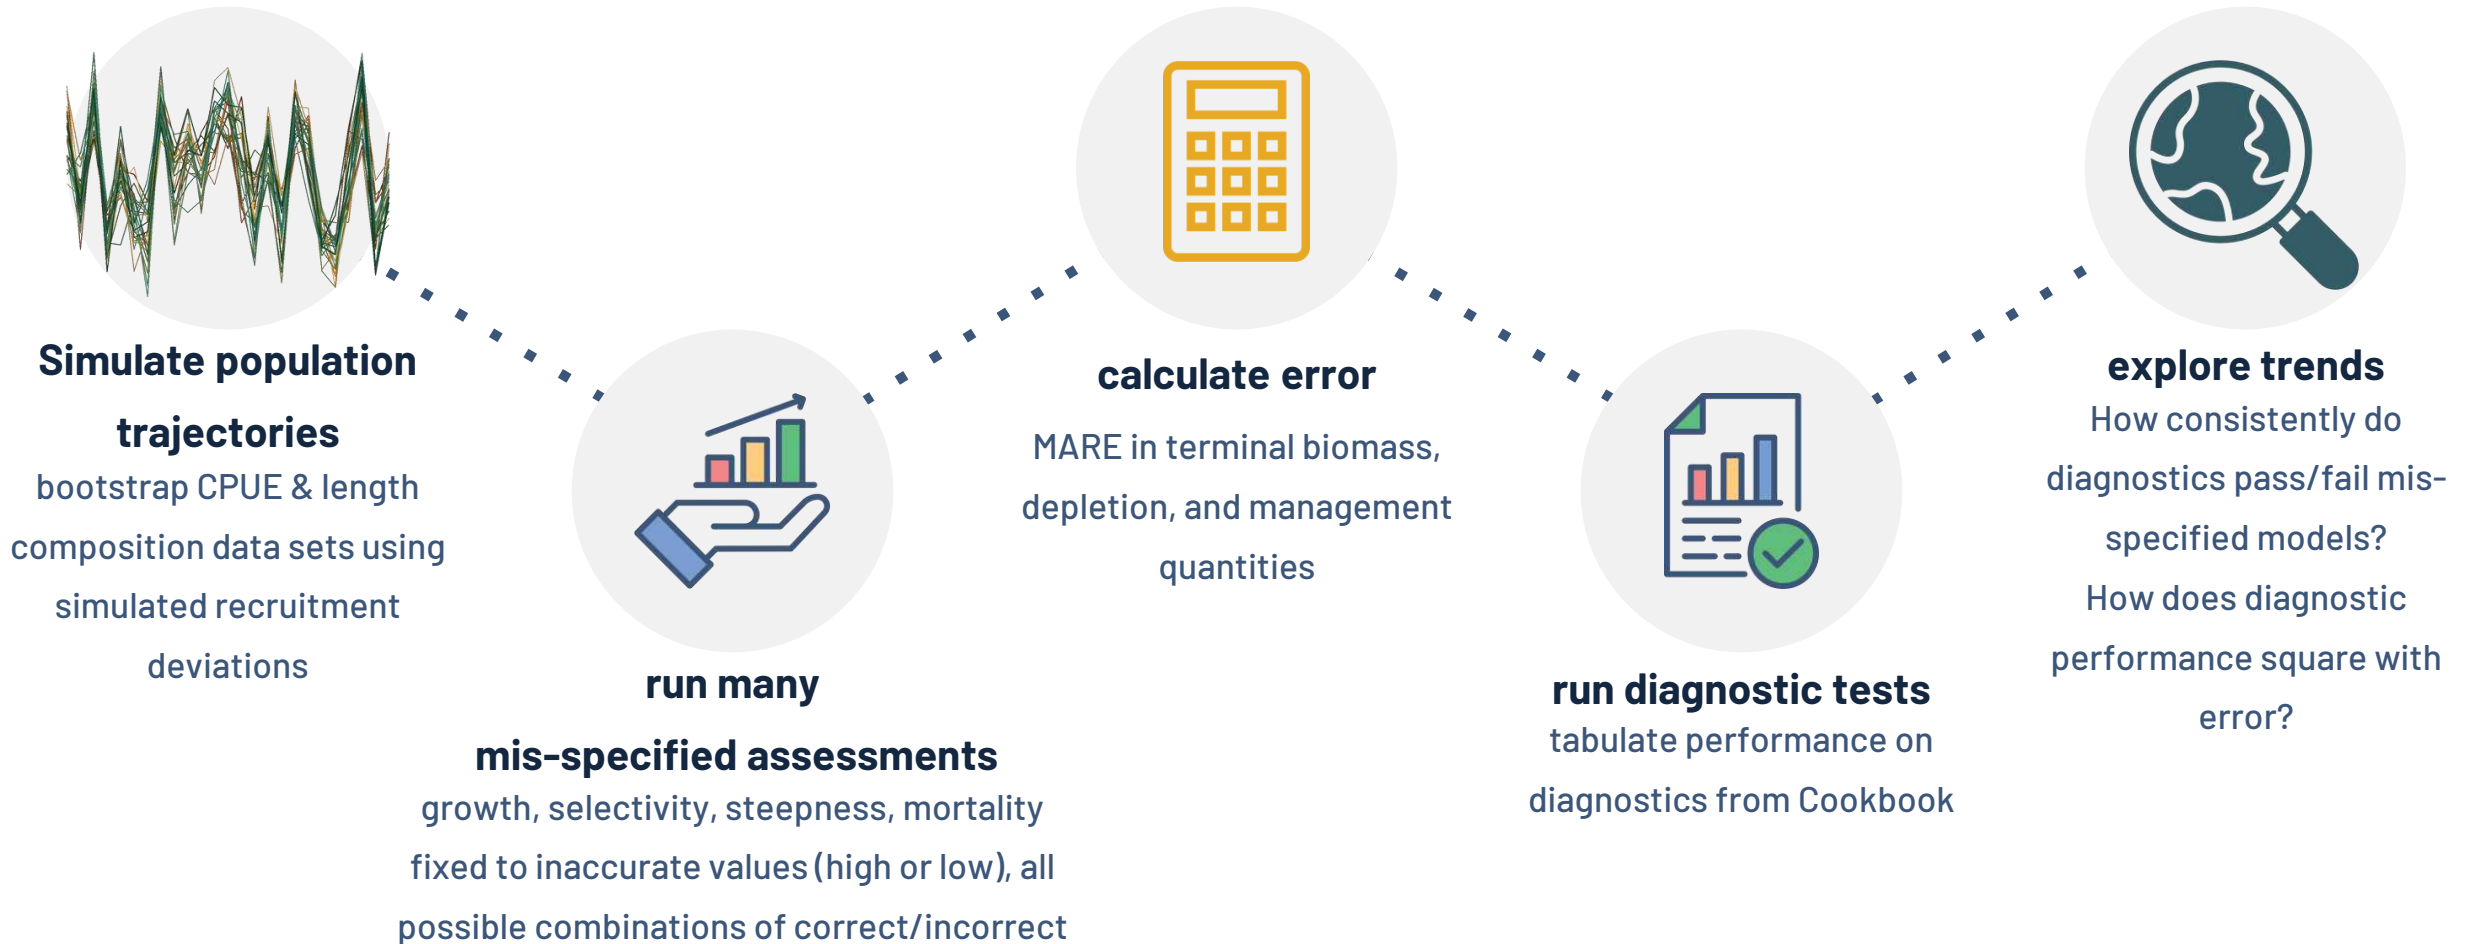 Simulate population
trajectories
bootstrap CPUE & length
composition data sets using
simulated recruitment
deviations
run many
mis-specified assessments
growth, selectivity, steepness, mortality
fixed to inaccurate values (high or low), all
possible combinations of correct/incorrect
calculate error
MARE in terminal biomass,
depletion, and management
quantities
run diagnostic tests
tabulate performance on
diagnostics from Cookbook
explore trends
How consistently do
diagnostics pass/fail mis-
specified models?
How does diagnostic
performance square with
error?